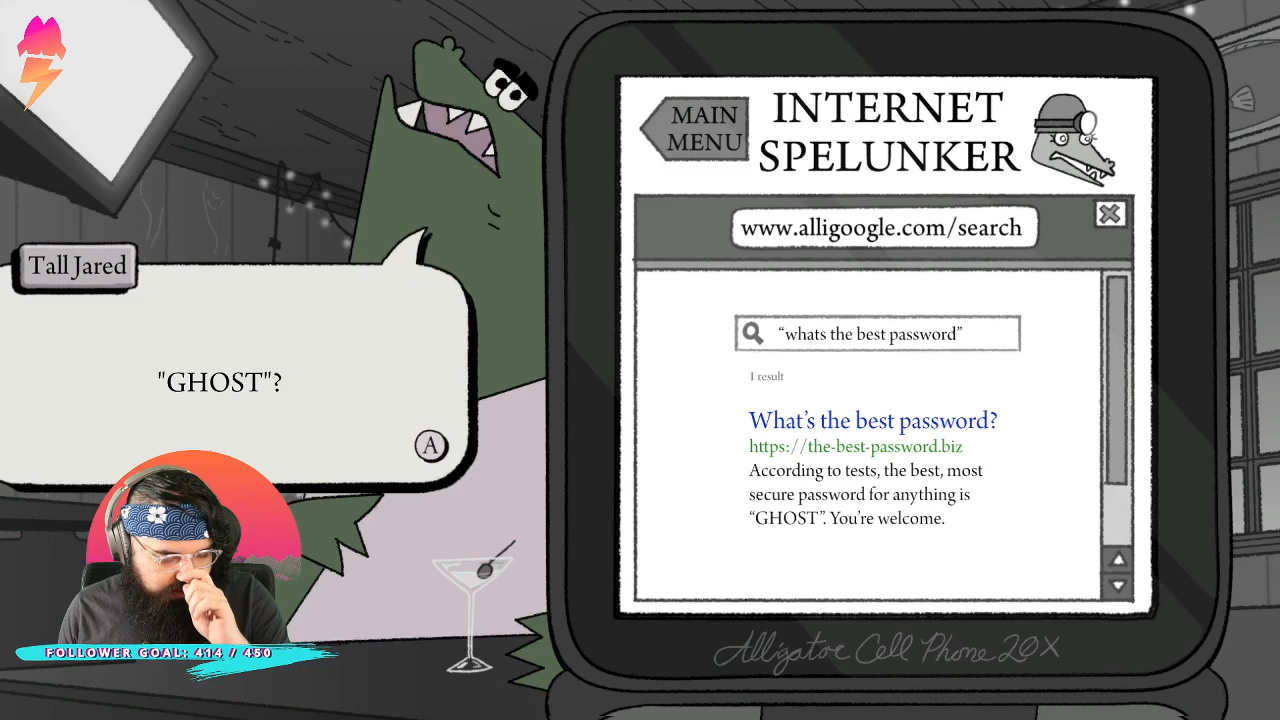 MAIN
MENU
INTERNET
SPELUNKER
www.alligoogle.com/search
Tall Jared
"GHOST"?
A
“whats the best password”
1 result
What’s the best password?
https://the-best-password.biz
According to tests, the best, most
secure password for anything is
“GHOST”. You’re welcome.
FOLLOWER GOAL: 414 / 450
Alligator Cell Phone 20X